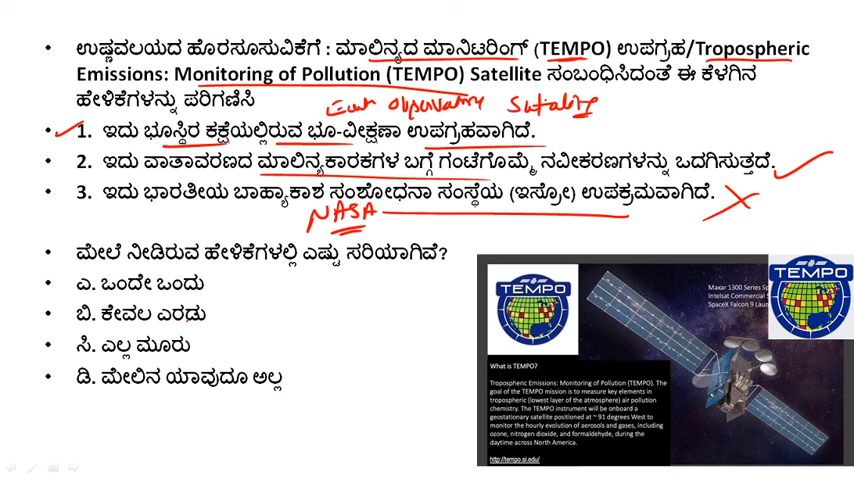 • ಉಷ್ಣವಲಯದ ಹೊರಸೂಸುವಿಕೆಗೆ : ಮಾಲಿನ್ಯದ ಮಾನಿಟರಿಂಗ್ (TEMPO) ಉಪಗ್ರಹ/Tropospheric
Emissions: Monitoring of Pollution (TEMPO) Satellite ಸಂಬಂಧಿಸಿದಂತೆ ಈ ಕೆಳಗಿನ
ಹೇಳಿಕೆಗಳನ್ನು ಪರಿಗಣಿಸಿ
• 1. ಇದು ಭೂಸ್ಥಿರ ಕಕ್ಷೆಯಲ್ಲಿರುವ ಭೂ-ವೀಕ್ಷಣಾ ಉಪಗ್ರಹವಾಗಿದೆ.
• 2. ಇದು ವಾತಾವರಣದ ಮಾಲಿನ್ಯಕಾರಕಗಳ ಬಗ್ಗೆ ಗಂಟೆಗೊಮ್ಮೆ ನವೀಕರಣಗಳನ್ನು ಒದಗಿಸುತ್ತದೆ.
• 3. ಇದು ಭಾರತೀಯ ಬಾಹ್ಯಾಕಾಶ ಸಂಶೋಧನಾ ಸಂಸ್ಥೆಯ (ಇಸ್ರೋ) ಉಪಕ್ರಮವಾಗಿದೆ.
NASA
• ಮೇಲೆ ನೀಡಿರುವ ಹೇಳಿಕೆಗಳಲ್ಲಿ ಎಷ್ಟು ಸರಿಯಾಗಿವೆ?
• ಎ. ಒಂದೇ ಒಂದು
• ಬಿ. ಕೇವಲ ಎರಡು
• ಸಿ. ಎಲ್ಲ ಮೂರು
• ಡಿ. ಮೇಲಿನ ಯಾವುದೂ ಅಲ್ಲ
TEMPO
Maxar 1300 Series
Intelsat Commercial
SpaceX Falcon 9
TEMPO
What is TEMPO?
Tropospheric Emissions: Monitoring of Pollution (TEMPO). The
goal of the TEMPO mission is to measure key elements in
tropospheric (lowest layer of the atmosphere) air pollution
chemistry. The TEMPO instrument will be onboard a
geostationary satellite positioned at ~ 91 degrees West to
monitor the hourly evolution of aerosols and gases, including
ozone, nitrogen dioxide, and formaldehyde, during the
daytime across North America.
http://tempo.si.edu/